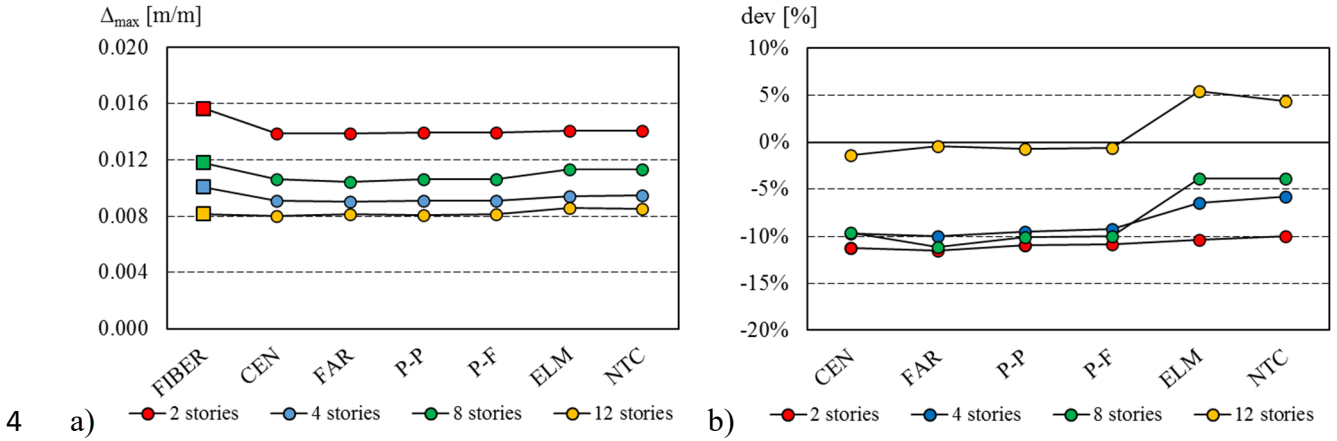 Δmax [m/m]
0.020
0.016
0.012
0.008
0.004
0.000
FIBER
CEN
FAR
P-P
P-F
ELM
NTC
2 stories
4 stories
8 stories
12 stories
4
a)
dev [%]
10%
5%
0%
-5%
-10%
-15%
-20%
CEN
FAR
P-P
P-F
ELM
NTC
2 stories
4 stories
8 stories
12 stories
b)